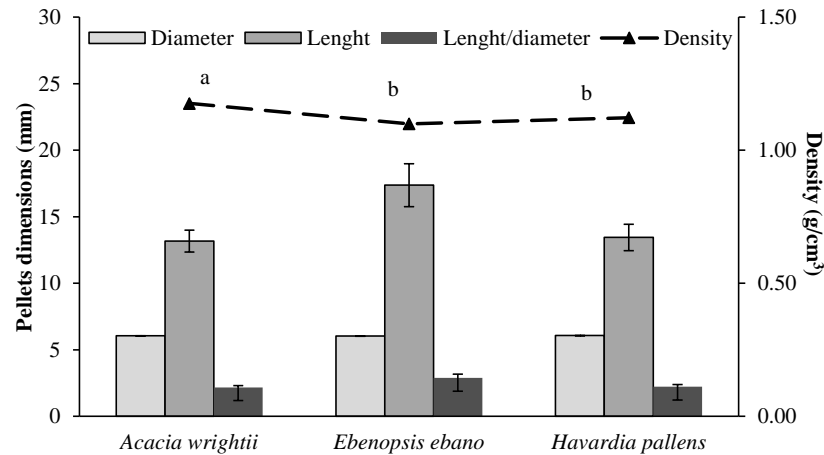 Diameter Lenght Lenght/diameter Density
30
25
20
15
10
5
0
Pellets dimensions (mm)
a
b
b
1.50
1.00
0.50
0.00
Density (g/cm³)
Acacia wrightii Ebenopsis ebano Havardia pallens